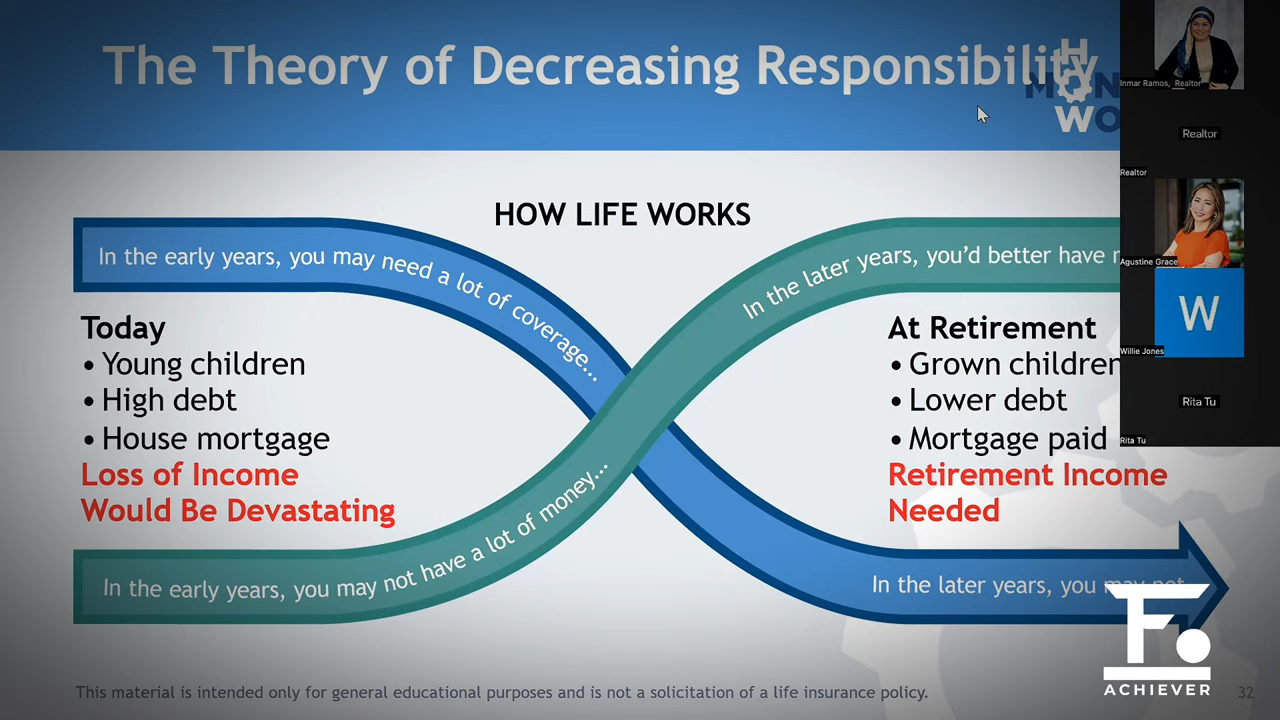 The Theory of Decreasing Responsibility
HOW
MON
WO
HOW LIFE WORKS
In the early years, you may need a lot of coverage...
In the later years, you'd better have
Today
• Young children
• High debt
• House mortgage
Loss of Income
Would Be Devastating
At Retirement
• Grown children
• Lower debt
• Mortgage paid
Retirement Income
Needed
In the early years, you may not have a lot of money...
In the later years, you may not
This material is intended only for general educational purposes and is not a solicitation of a life insurance policy.
32
Inmar Ramos, Realtor
Realtor
Realtor
Agustine Grace
W
Willie Jones
Rita Tu
Rita Tu
F
ACHIEVER